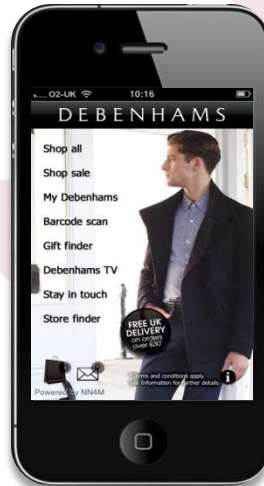 ..... O2-UK 10:16
DEBENHAMS
Shop all
Shop sale
My Debenhams
Barcode scan
Gift finder
Debenhams TV
Stay in touch
Store finder
FREE UK
DELIVERY
on orders
over £30*
*Terms and conditions apply.
See Information for further details.
i
Powered by NN4M